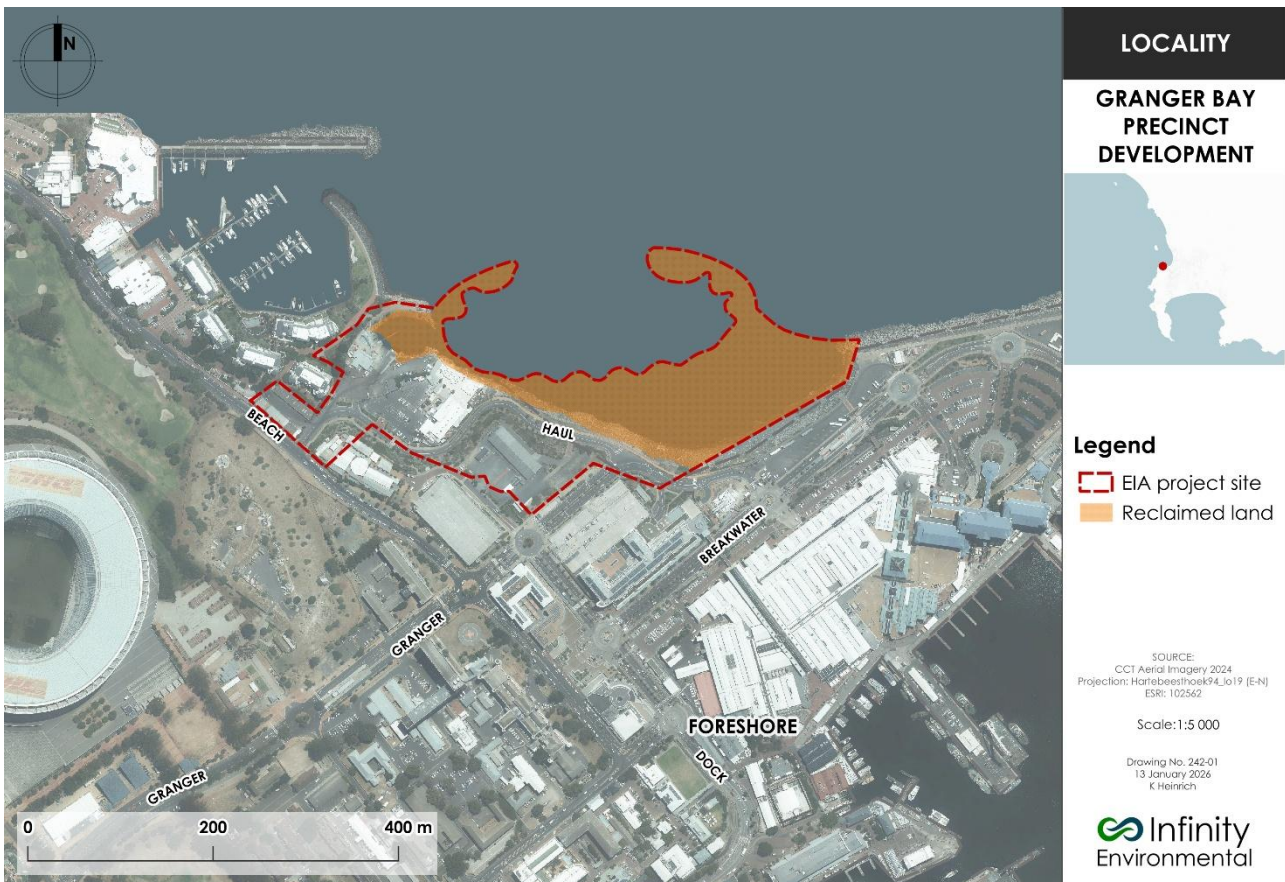 N
BEACH
HAUL
BREAKWATER
GRANGER
FORESHORE
DOCK
GRANGER
0 200 400 m
LOCALITY
GRANGER BAY
PRECINCT
DEVELOPMENT
Legend
EIA project site
Reclaimed land
SOURCE:
CCT Aerial Imagery 2024
Projection: Hartebeesthoek94_lo19 (E-N)
ESRI: 102562
Scale:1:5 000
Drawing No. 242-01
13 January 2026
K Heinrich
Infinity
Environmental